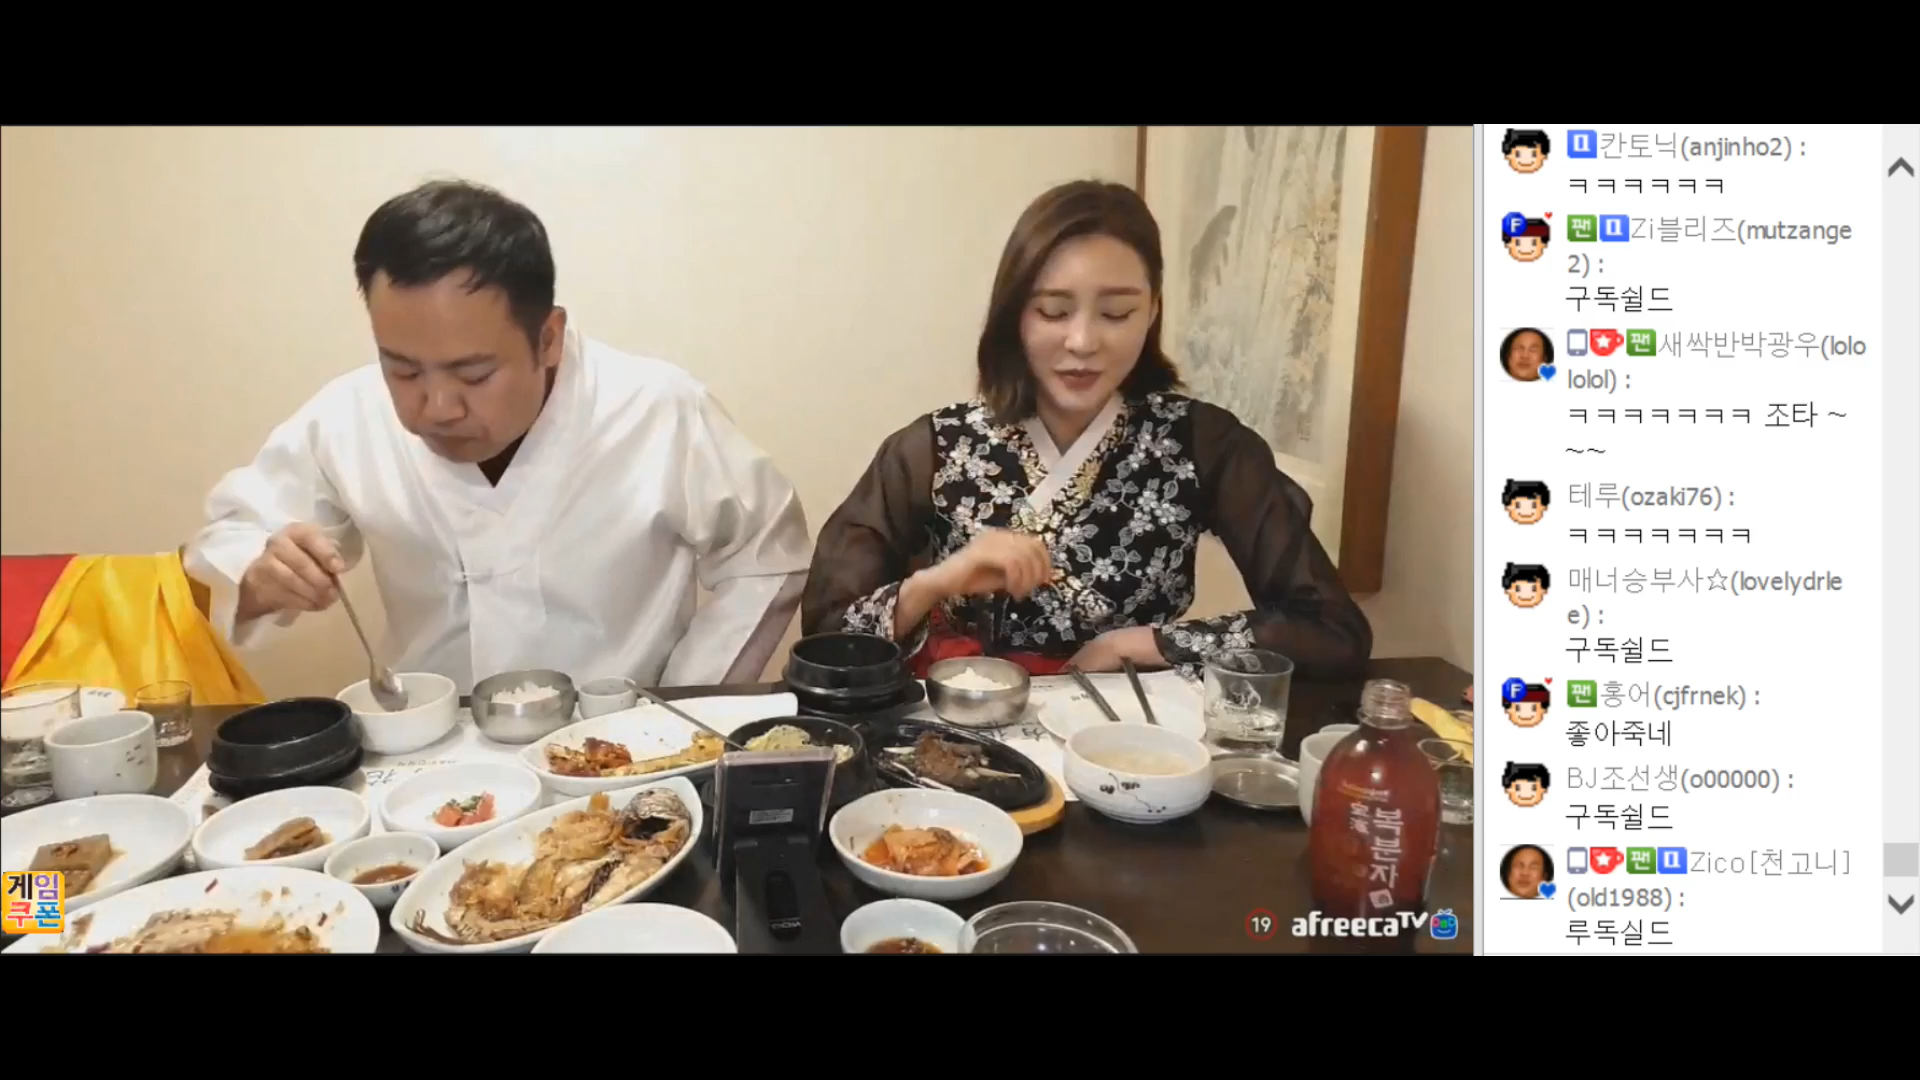 칸토닉(anjinho2) :
ㅋㅋㅋㅋㅋㅋ
팬 Zi블리즈(mutzange
2) :
구독쉴드
팬 새싹반박광우(lolo
lolol) :
ㅋㅋㅋㅋㅋㅋㅋ 조타 ~
~~
테루(ozaki76) :
ㅋㅋㅋㅋㅋㅋㅋ
매너승부사☆(lovelydrle
e) :
구독쉴드
팬 홍어(cjfrnek) :
좋아죽네
BJ조선생(o00000) :
구독쉴드
팬 Zico[천고니]
(old1988) :
루독실드
게임
쿠폰
복분자
19 afreecaTV